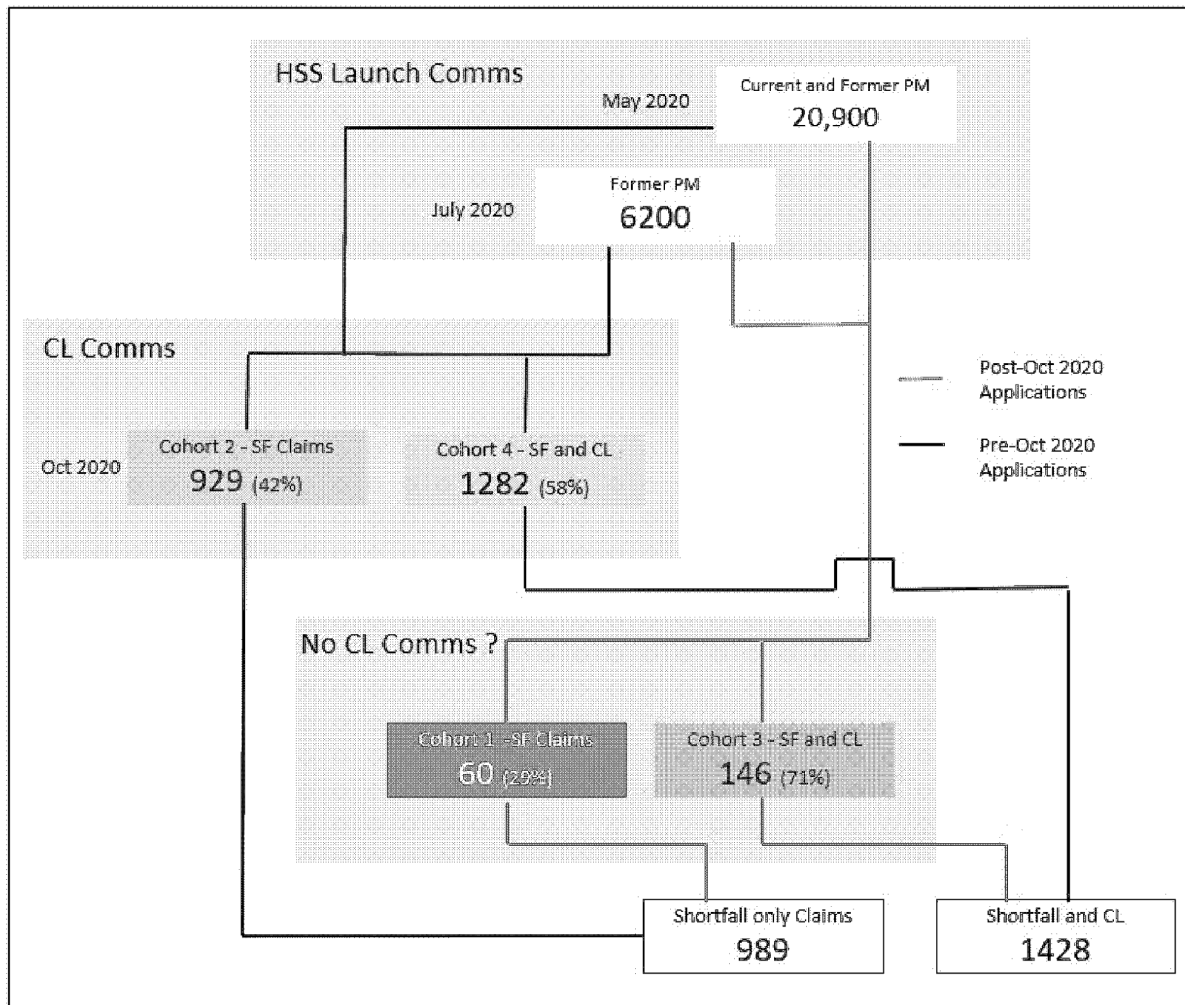 HSS Launch Comms
May 2020
Current and Former PM
20,900
July 2020
Former PM
6200
CL Comms
Post-Oct 2020
Applications
Pre-Oct 2020
Applications
Oct 2020
Cohort 2 - SF Claims
929 (42%)
Cohort 4 - SF and CL
1282 (58%)
No CL Comms ?
Cohort 1 -SF Claims
60 (29%)
Cohort 3 - SF and CL
146 (71%)
Shortfall only Claims
989
Shortfall and CL
1428